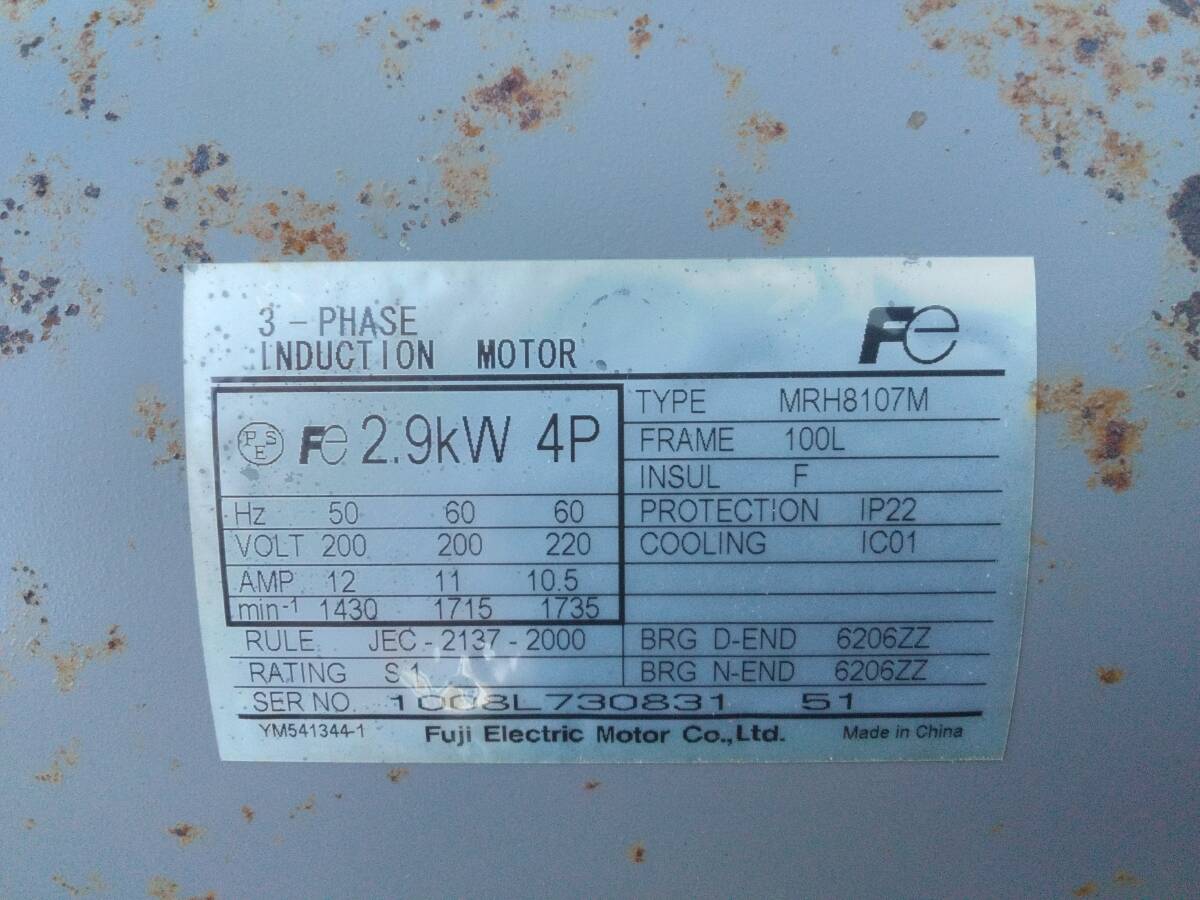 3 - PHASE
INDUCTION MOTOR
Fe
PSE Fe 2.9kW 4P
Hz 50 60 60
VOLT 200 200 220
AMP 12 11 10.5
min-1 1430 1715 1735
TYPE MRH8107M
FRAME 100L
INSUL F
PROTECTION IP22
COOLING IC01
RULE JEC - 2137 - 2000
RATING S1
BRG D-END 6206ZZ
BRG N-END 6206ZZ
SER NO. 1008L730831 51
YM541344-1 Fuji Electric Motor Co.,Ltd. Made in China